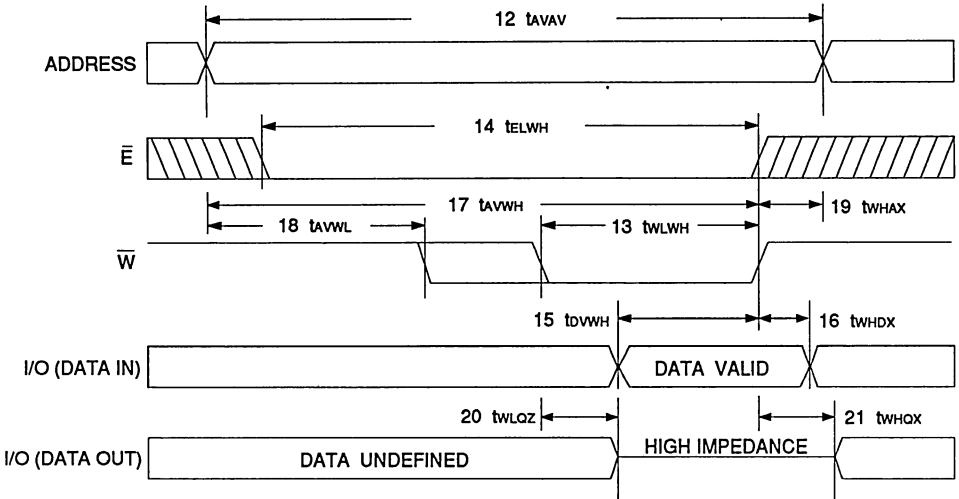 12 tAVAV
ADDRESS
14 tELWH
E̅
17 tAVWH
19 tWHAX
18 tAVWL
13 tWLWH
W̅
15 tDVWH
16 tWHDX
I/O (DATA IN)
DATA VALID
20 tWLQZ
21 tWHQX
I/O (DATA OUT)
DATA UNDEFINED
HIGH IMPEDANCE